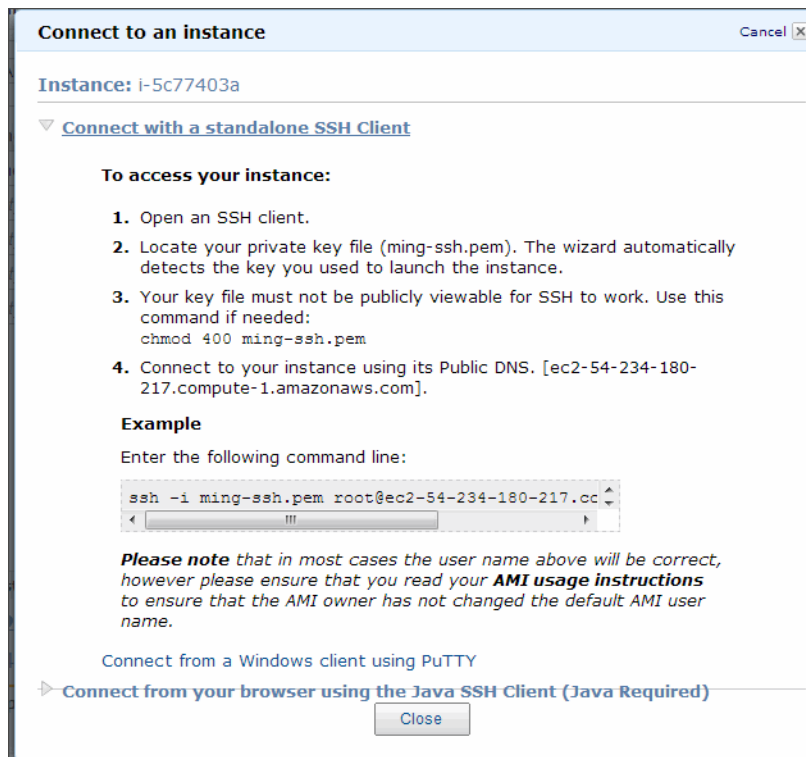 Connect to an instance
Cancel
Instance: i-5c77403a
Connect with a standalone SSH Client
To access your instance:
1. Open an SSH client.
2. Locate your private key file (ming-ssh.pem). The wizard automatically
detects the key you used to launch the instance.
3. Your key file must not be publicly viewable for SSH to work. Use this
command if needed:
chmod 400 ming-ssh.pem
4. Connect to your instance using its Public DNS. [ec2-54-234-180-
217.compute-1.amazonaws.com].
Example
Enter the following command line:
ssh -i ming-ssh.pem root@ec2-54-234-180-217.cc
Please note that in most cases the user name above will be correct,
however please ensure that you read your AMI usage instructions
to ensure that the AMI owner has not changed the default AMI user
name.
Connect from a Windows client using PuTTY
Connect from your browser using the Java SSH Client (Java Required)
Close